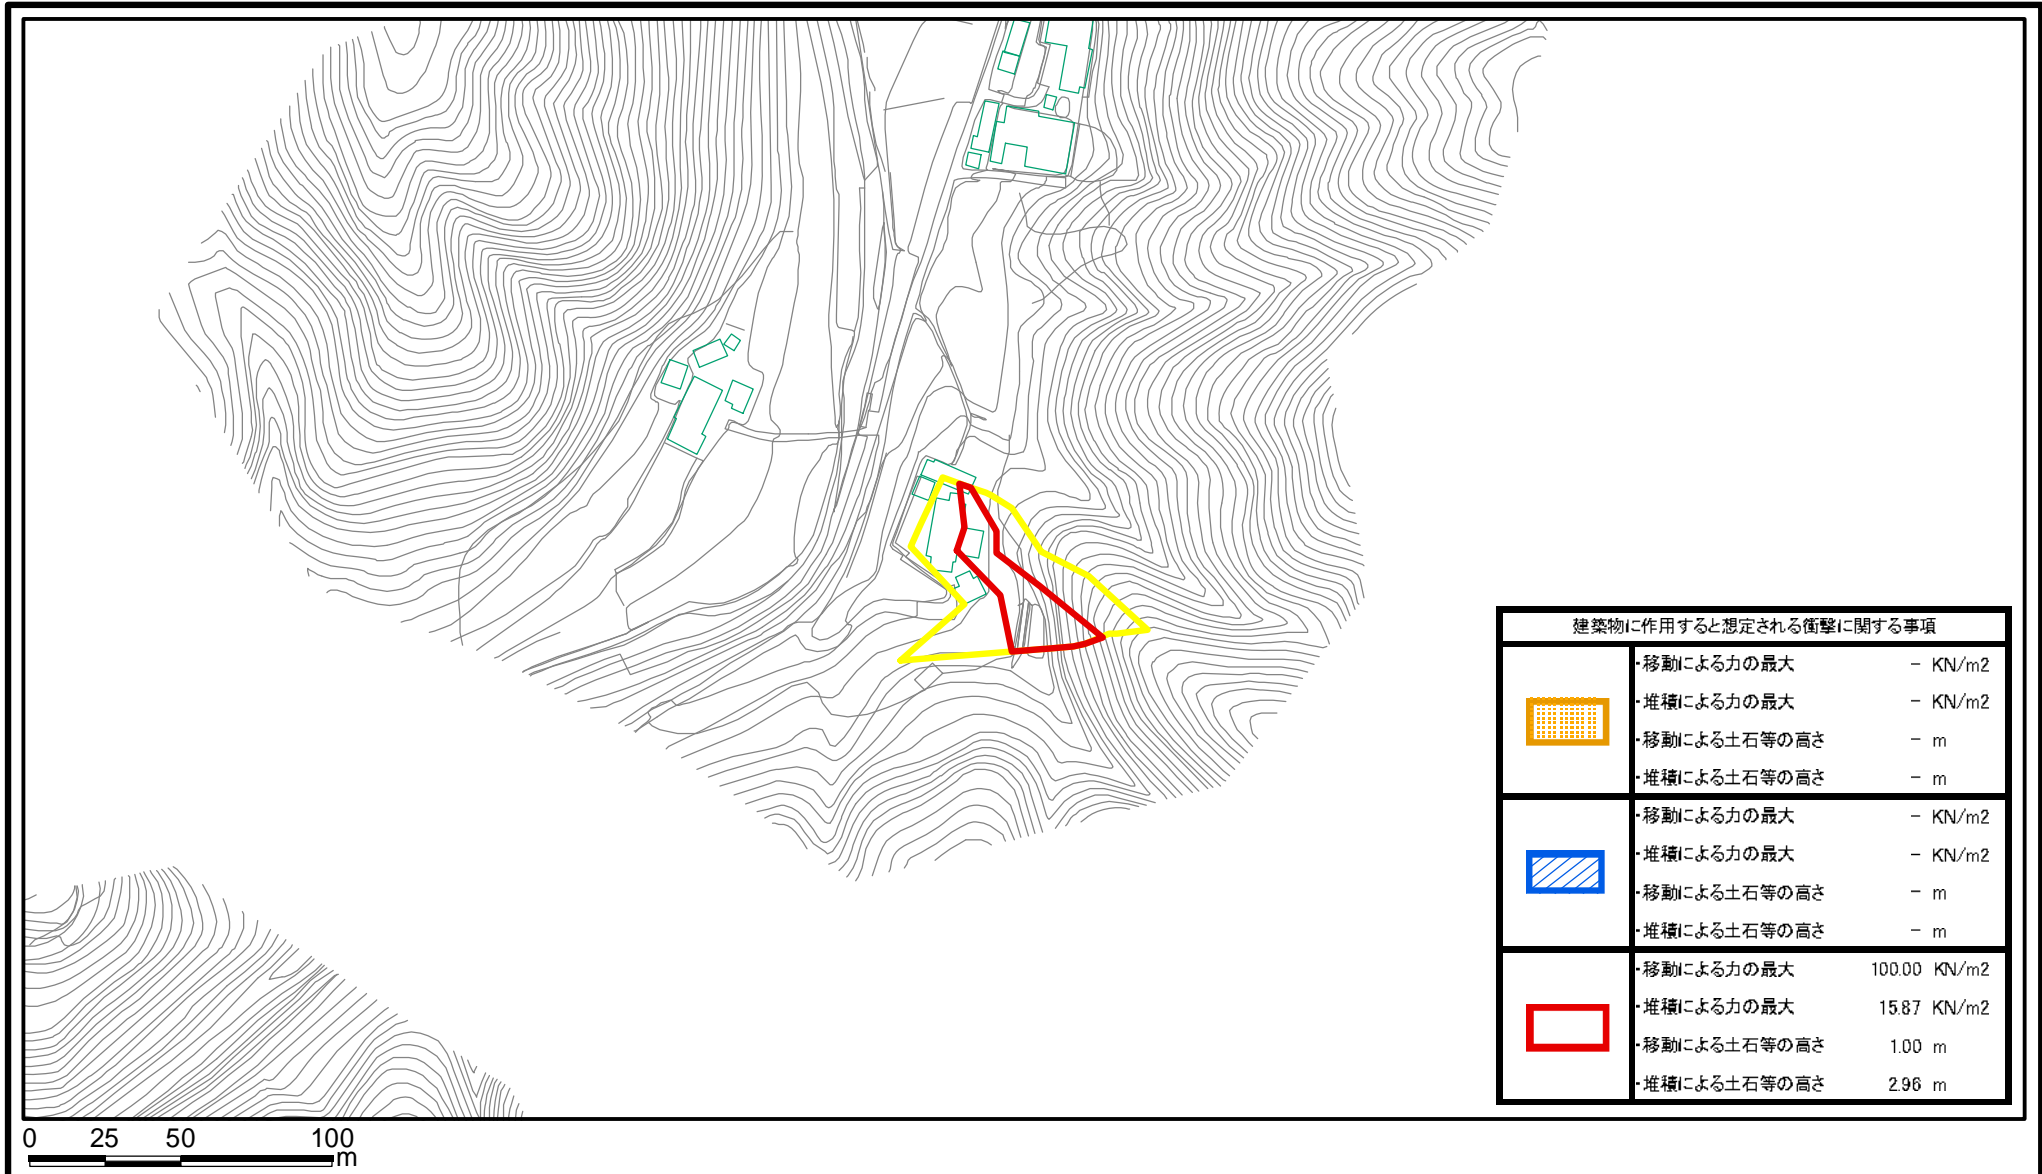 建築物に作用すると想定される衝撃に関する事項
・移動による力の最大 － KN/m2
・堆積による力の最大 － KN/m2
・移動による土石等の高さ － m
・堆積による土石等の高さ － m
・移動による力の最大 － KN/m2
・堆積による力の最大 － KN/m2
・移動による土石等の高さ － m
・堆積による土石等の高さ － m
・移動による力の最大 100.00 KN/m2
・堆積による力の最大 15.87 KN/m2
・移動による土石等の高さ 1.00 m
・堆積による土石等の高さ 2.96 m
0 25 50 100
m